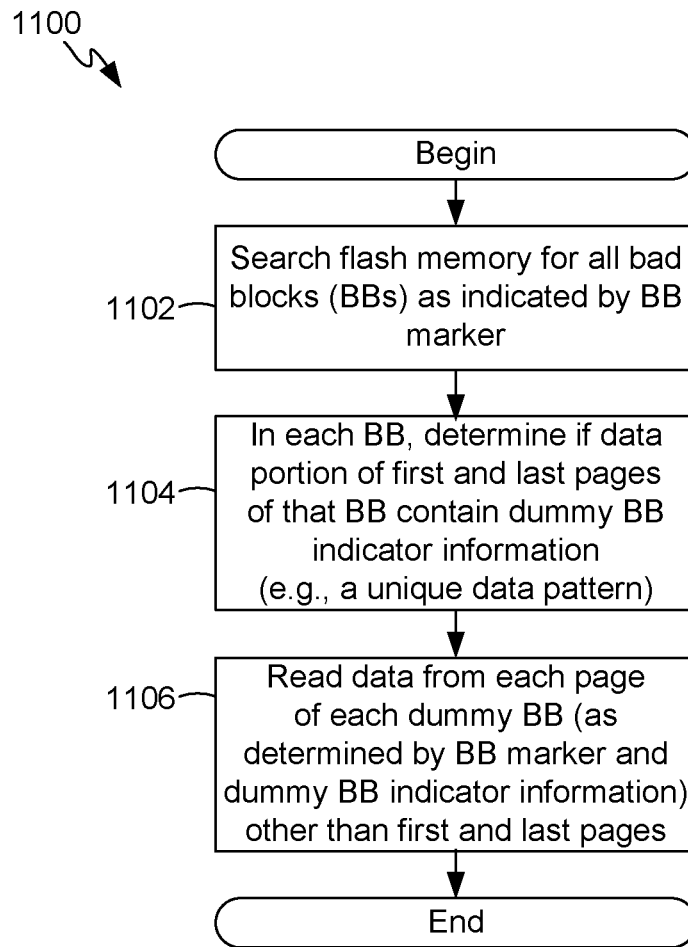 1100
Begin
Search flash memory for all bad
blocks (BBs) as indicated by BB
marker
1102
In each BB, determine if data
portion of first and last pages
of that BB contain dummy BB
indicator information
(e.g., a unique data pattern)
1104
Read data from each page
of each dummy BB (as
determined by BB marker and
dummy BB indicator information)
other than first and last pages
1106
End